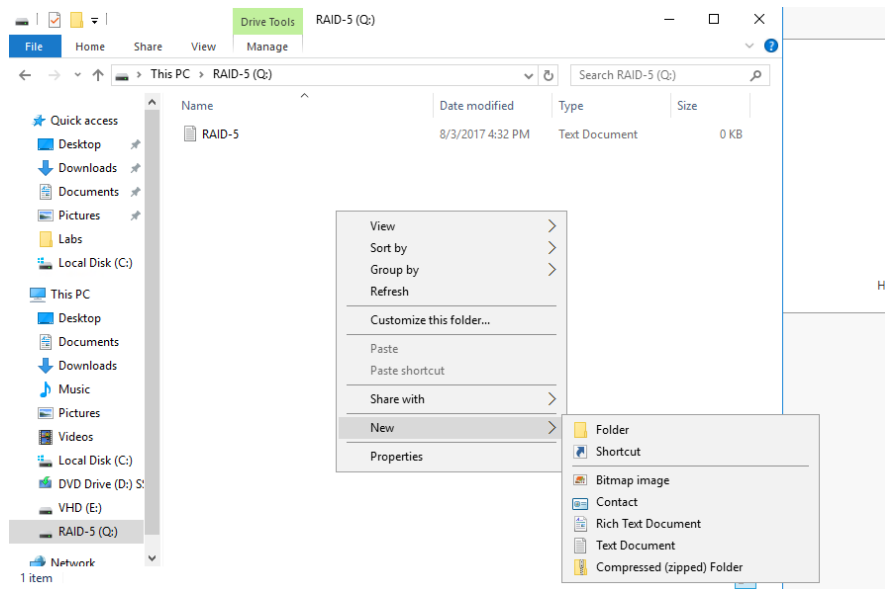 Drive Tools RAID-5 (Q:)
File Home Share View Manage
This PC > RAID-5 (Q:) Search RAID-5 (Q:)
Name Date modified Type Size
RAID-5 8/3/2017 4:32 PM Text Document 0 KB
Quick access
Desktop
Downloads
Documents
Pictures
Labs
Local Disk (C:)
This PC
Desktop
Documents
Downloads
Music
Pictures
Videos
Local Disk (C:)
DVD Drive (D:) S
VHD (E:)
RAID-5 (Q:)
Network
1 item
View
Sort by
Group by
Refresh
Customize this folder...
Paste
Paste shortcut
Share with
New
Properties
Folder
Shortcut
Bitmap image
Contact
Rich Text Document
Text Document
Compressed (zipped) Folder
H